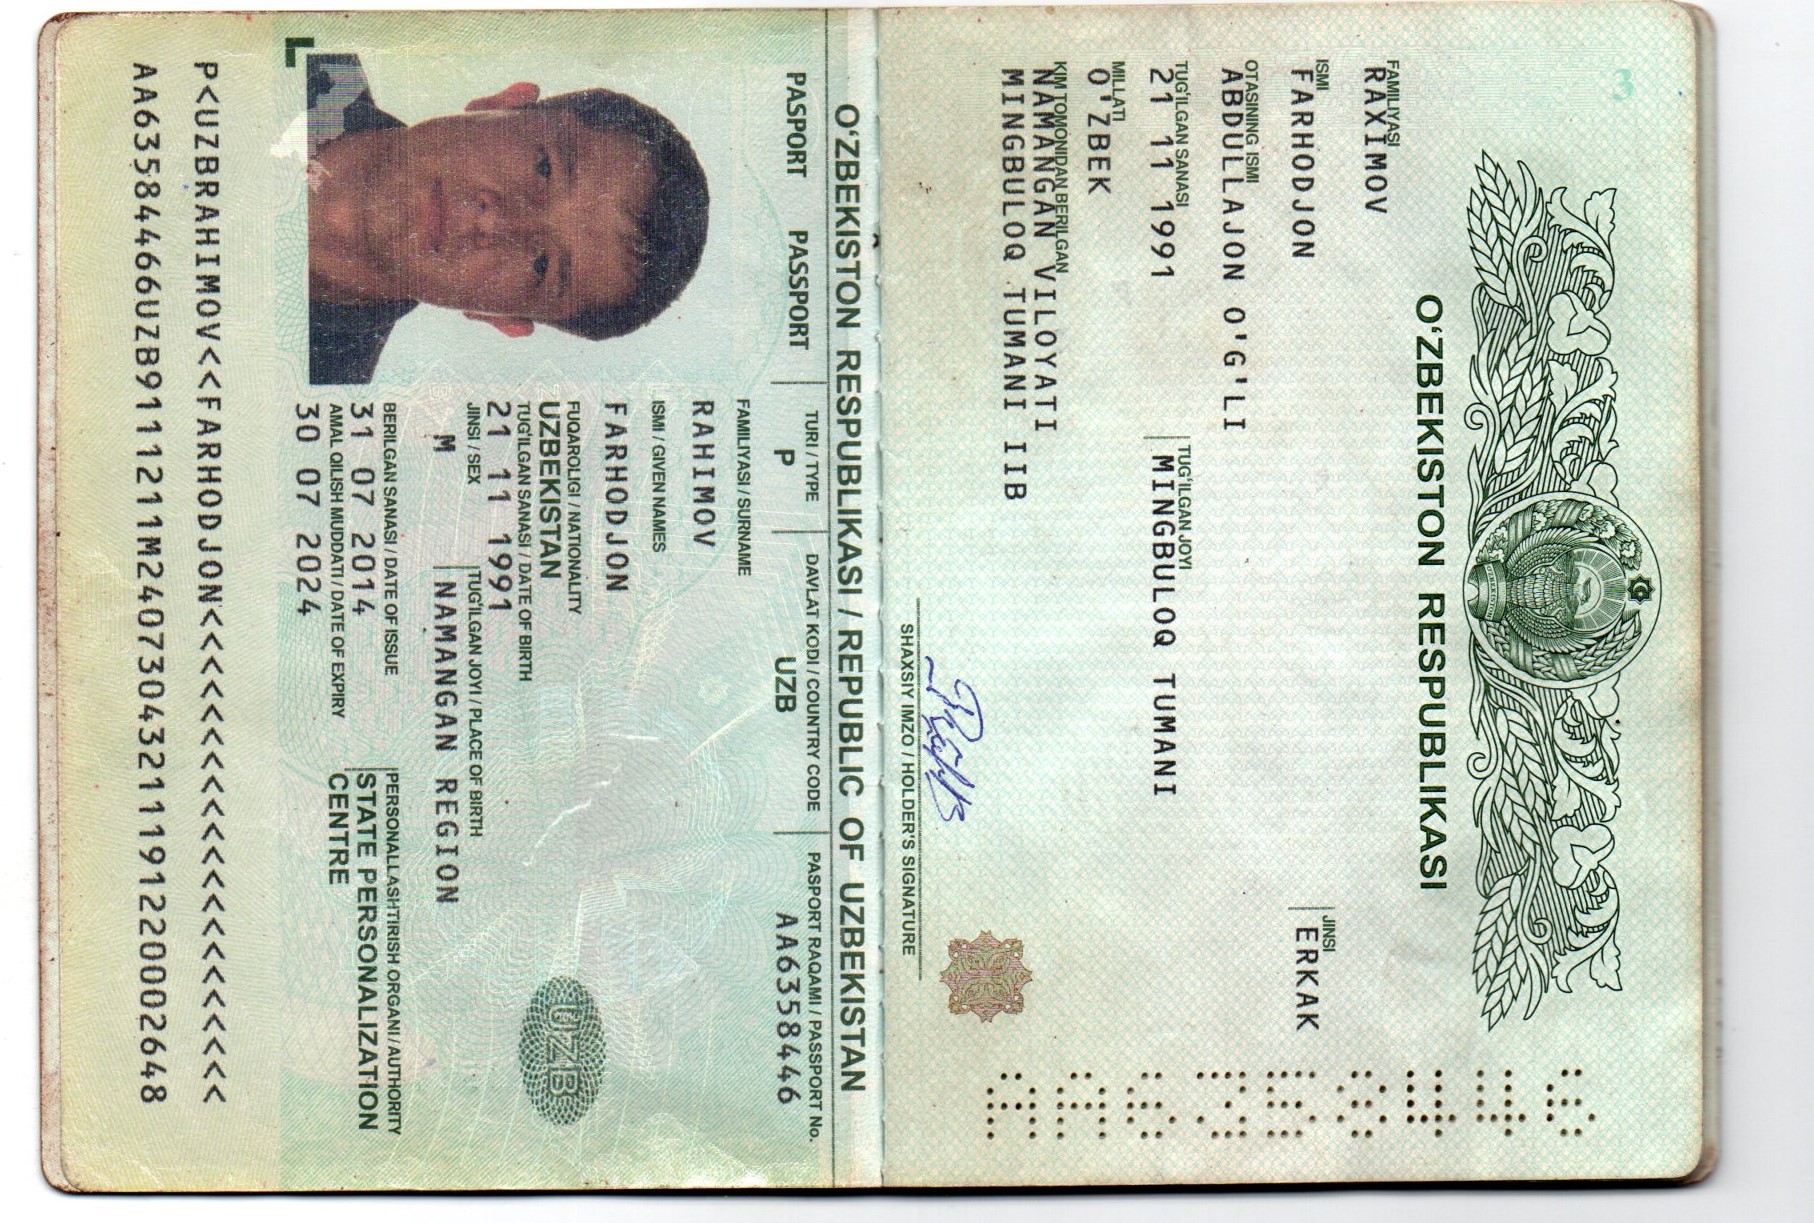 3
O'ZBEKISTON
O‘ZBEKISTON RESPUBLIKASI
FAMILIYASI
RAXIMOV
ISMI
FARHODJON
JINSI
ERKAK
OTASINING ISMI
ABDULLAJON O'G'LI
TUG‘ILGAN SANASI
21 11 1991
TUG‘ILGAN JOYI
MINGBULOQ TUMANI
MILLATI
O'ZBEK
KIM TOMONIDAN BERILGAN
NAMANGAN VILOYATI
MINGBULOQ TUMANI IIB
AA6358446
SHAXSIY IMZO / HOLDER'S SIGNATURE
O‘ZBEKISTON RESPUBLIKASI / REPUBLIC OF UZBEKISTAN
PASPORT PASSPORT
TURI / TYPE
P
DAVLAT KODI / COUNTRY CODE
UZB
PASPORT RAQAMI / PASSPORT No.
AA6358446
FAMILIYASI / SURNAME
RAHIMOV
ISMI / GIVEN NAMES
FARHODJON
FUQAROLIGI / NATIONALITY
UZBEKISTAN
TUG‘ILGAN SANASI / DATE OF BIRTH
21 11 1991
JINSI / SEX
M
TUG‘ILGAN JOYI / PLACE OF BIRTH
NAMANGAN REGION
UZB
BERILGAN SANASI / DATE OF ISSUE
31 07 2014
AMAL QILISH MUDDATI / DATE OF EXPIRY
30 07 2024
PERSONALLASHTIRISH ORGANI / AUTHORITY
STATE PERSONALIZATION
CENTRE
P<UZBRAHIMOV<<FARHODJON<<<<<<<<<<<<<<<<<<<<<
AA63584466UZB9111211M24073043211191220002648